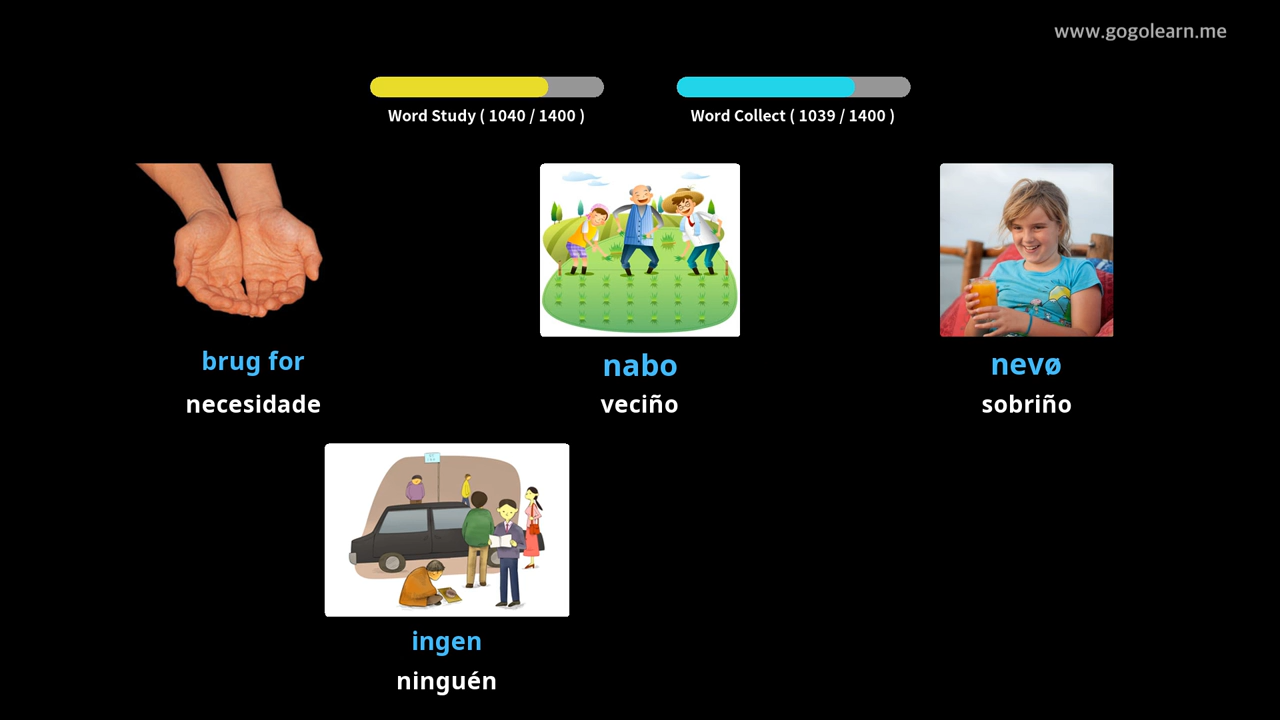 www.gogolearn.me
Word Study ( 1040 / 1400 )
Word Collect ( 1039 / 1400 )
brug for
necesidade
nabo
veciño
nevø
sobriño
ingen
ninguén